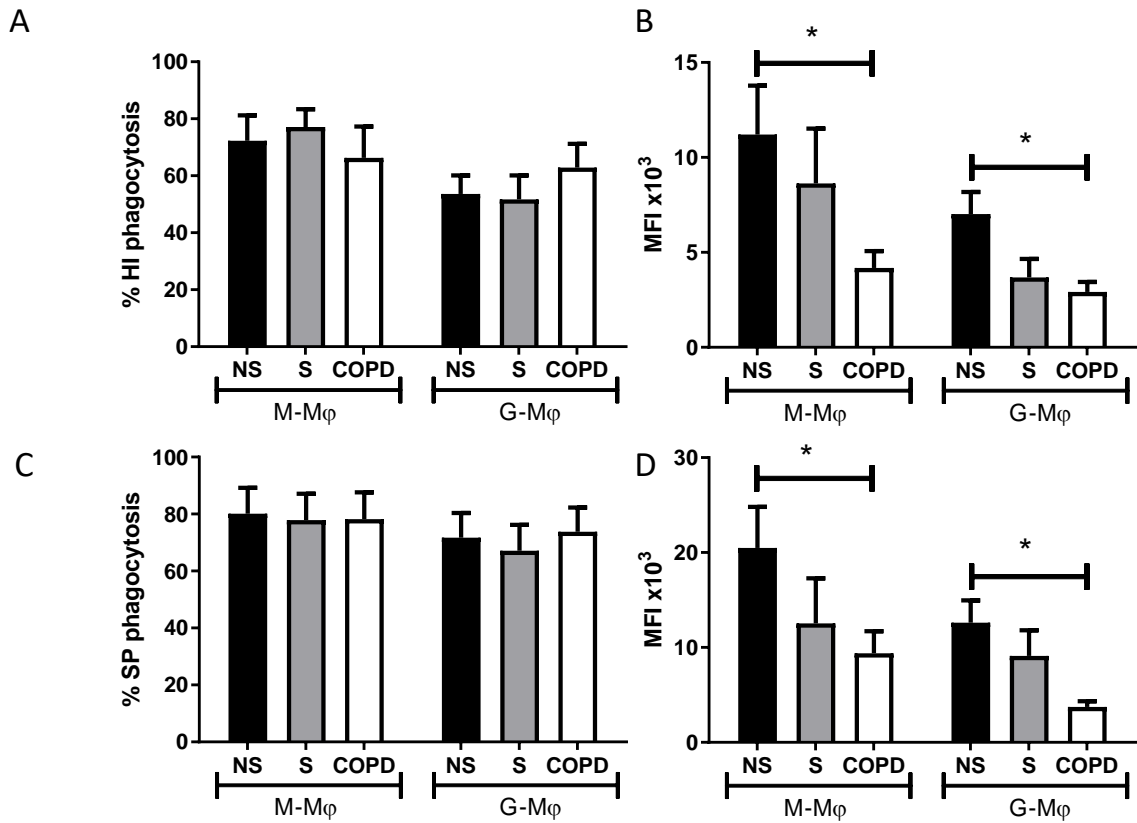 A
% HI phagocytosis
100
80
60
40
20
0
NS S COPD NS S COPD
M-Mφ G-Mφ
B
MFI x10³
15
10
5
0
* *
NS S COPD NS S COPD
M-Mφ G-Mφ
C
% SP phagocytosis
100
80
60
40
20
0
NS S COPD NS S COPD
M-Mφ G-Mφ
D
MFI x10³
30
20
10
0
* *
NS S COPD NS S COPD
M-Mφ G-Mφ